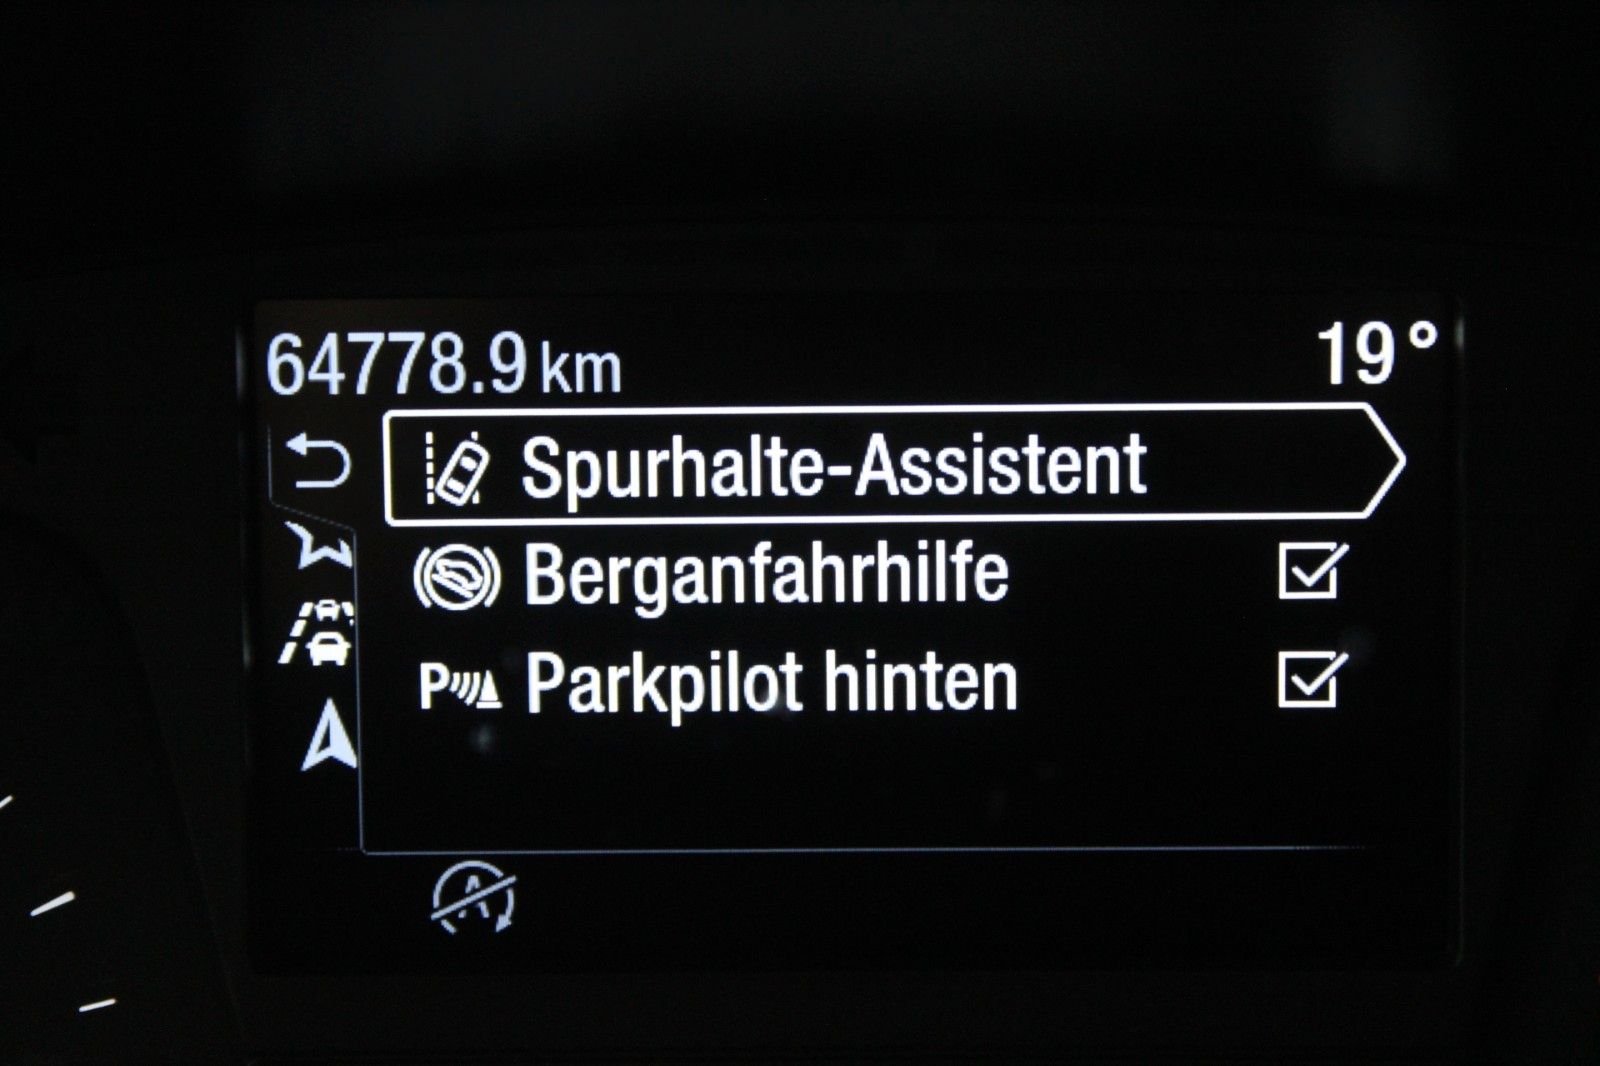 64778.9 km 19°
Spurhalte-Assistent
Berganfahrhilfe
P Parkpilot hinten
A